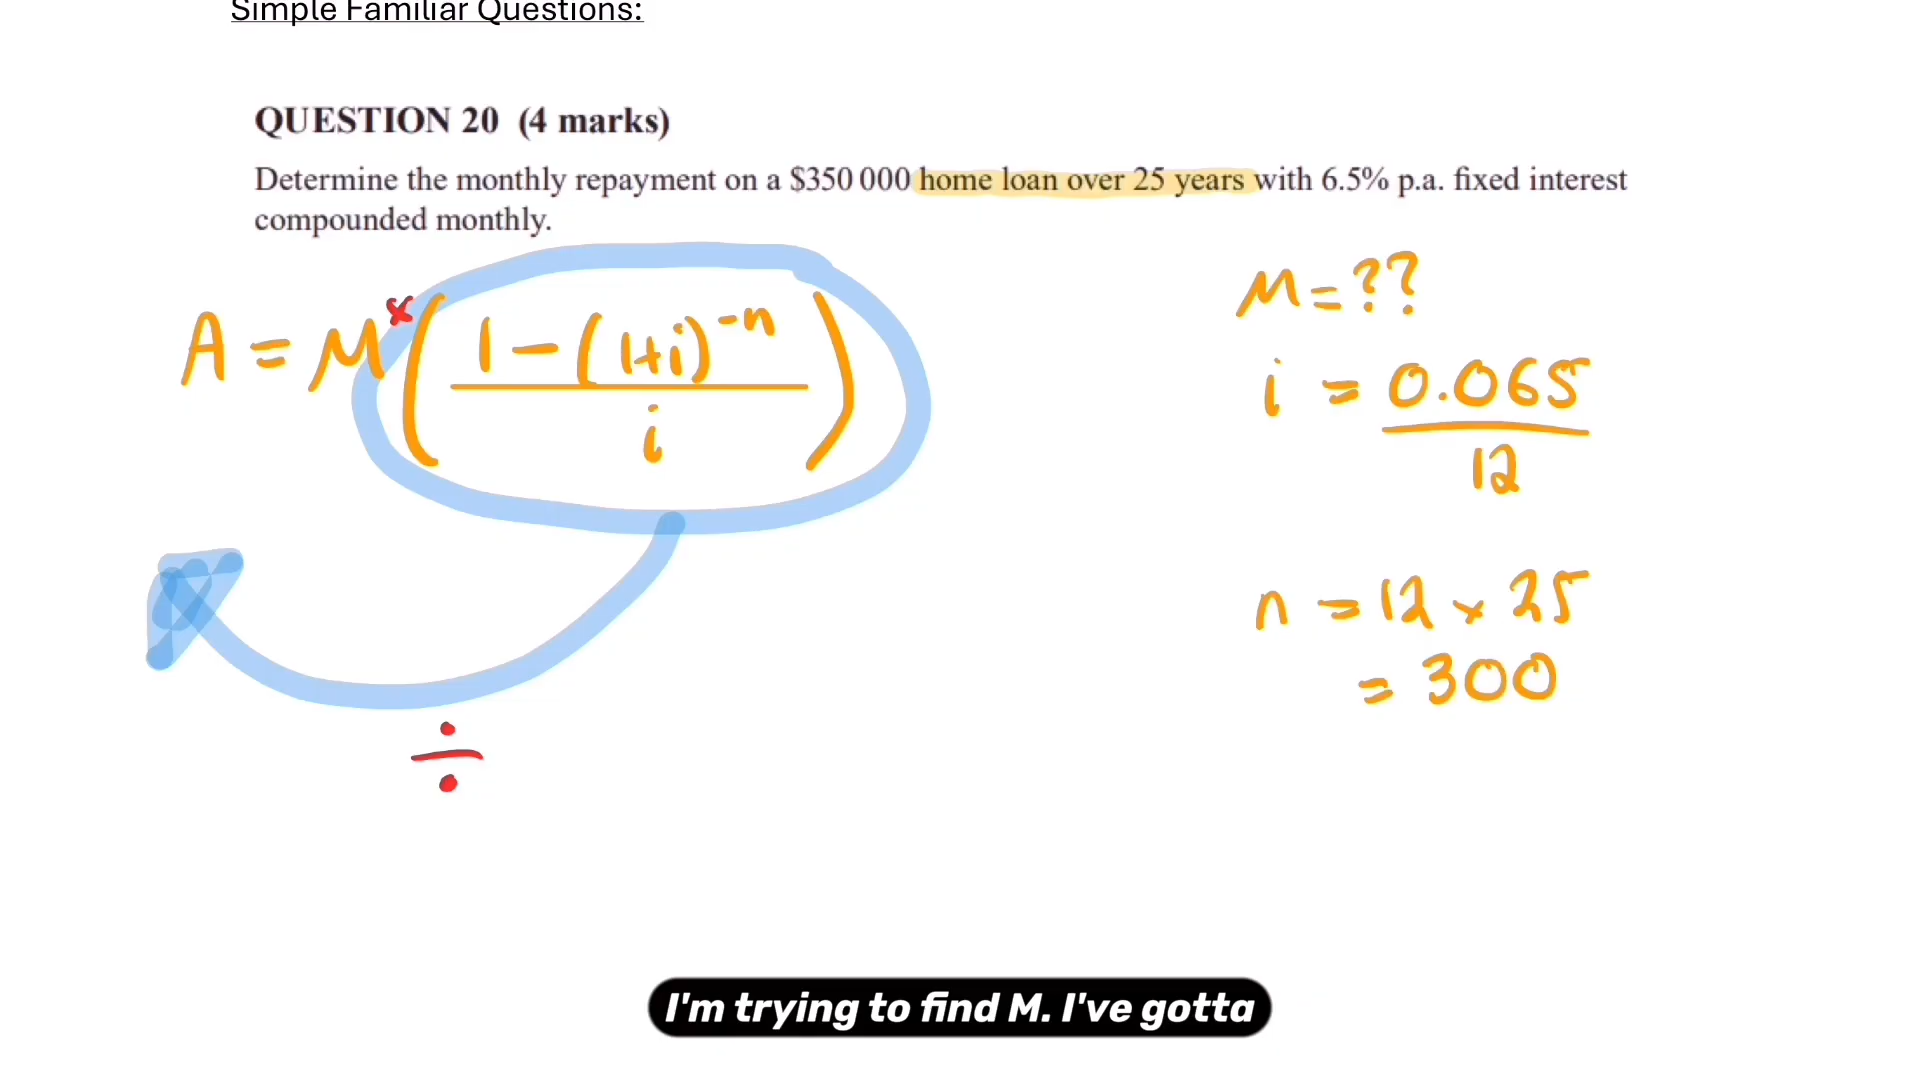 Simple Familiar Questions:
QUESTION 20 (4 marks)
Determine the monthly repayment on a $350 000 home loan over 25 years with 6.5% p.a. fixed interest
compounded monthly.
A = M × ( 1 - (1+i)^-n / i )
M = ??
i = 0.065 / 12
n = 12 × 25
= 300
÷
I'm trying to find M. I've gotta